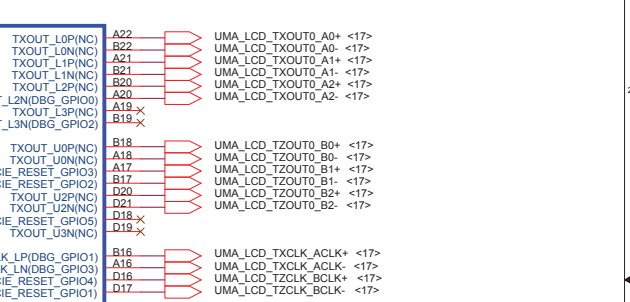 TXOUT_L0P(NC) A22 UMA_LCD_TXOUT0_A0+ <17>
TXOUT_L0N(NC) B22 UMA_LCD_TXOUT0_A0- <17>
TXOUT_L1P(NC) A21 UMA_LCD_TXOUT0_A1+ <17>
TXOUT_L1N(NC) B21 UMA_LCD_TXOUT0_A1- <17>
TXOUT_L2P(NC) B20 UMA_LCD_TXOUT0_A2+ <17>
T_L2N(DBG_GPIO0) A20 UMA_LCD_TXOUT0_A2- <17>
TXOUT_L3P(NC) A19
T_L3N(DBG_GPIO2) B19
TXOUT_U0P(NC) B18 UMA_LCD_TZOUT0_B0+ <17>
TXOUT_U0N(NC) A18 UMA_LCD_TZOUT0_B0- <17>
CIE_RESET_GPIO3) A17 UMA_LCD_TZOUT0_B1+ <17>
CIE_RESET_GPIO2) B17 UMA_LCD_TZOUT0_B1- <17>
TXOUT_U2P(NC) D20 UMA_LCD_TZOUT0_B2+ <17>
TXOUT_U2N(NC) D21 UMA_LCD_TZOUT0_B2- <17>
CIE_RESET_GPIO5) D18
TXOUT_U3N(NC) D19
LK_LP(DBG_GPIO1) B16 UMA_LCD_TXCLK_ACLK+ <17>
K_LN(DBG_GPIO3) A16 UMA_LCD_TXCLK_ACLK- <17>
CIE_RESET_GPIO4) D16 UMA_LCD_TZCLK_BCLK+ <17>
CIE_RESET_GPIO1) D17 UMA_LCD_TZCLK_BCLK- <17>